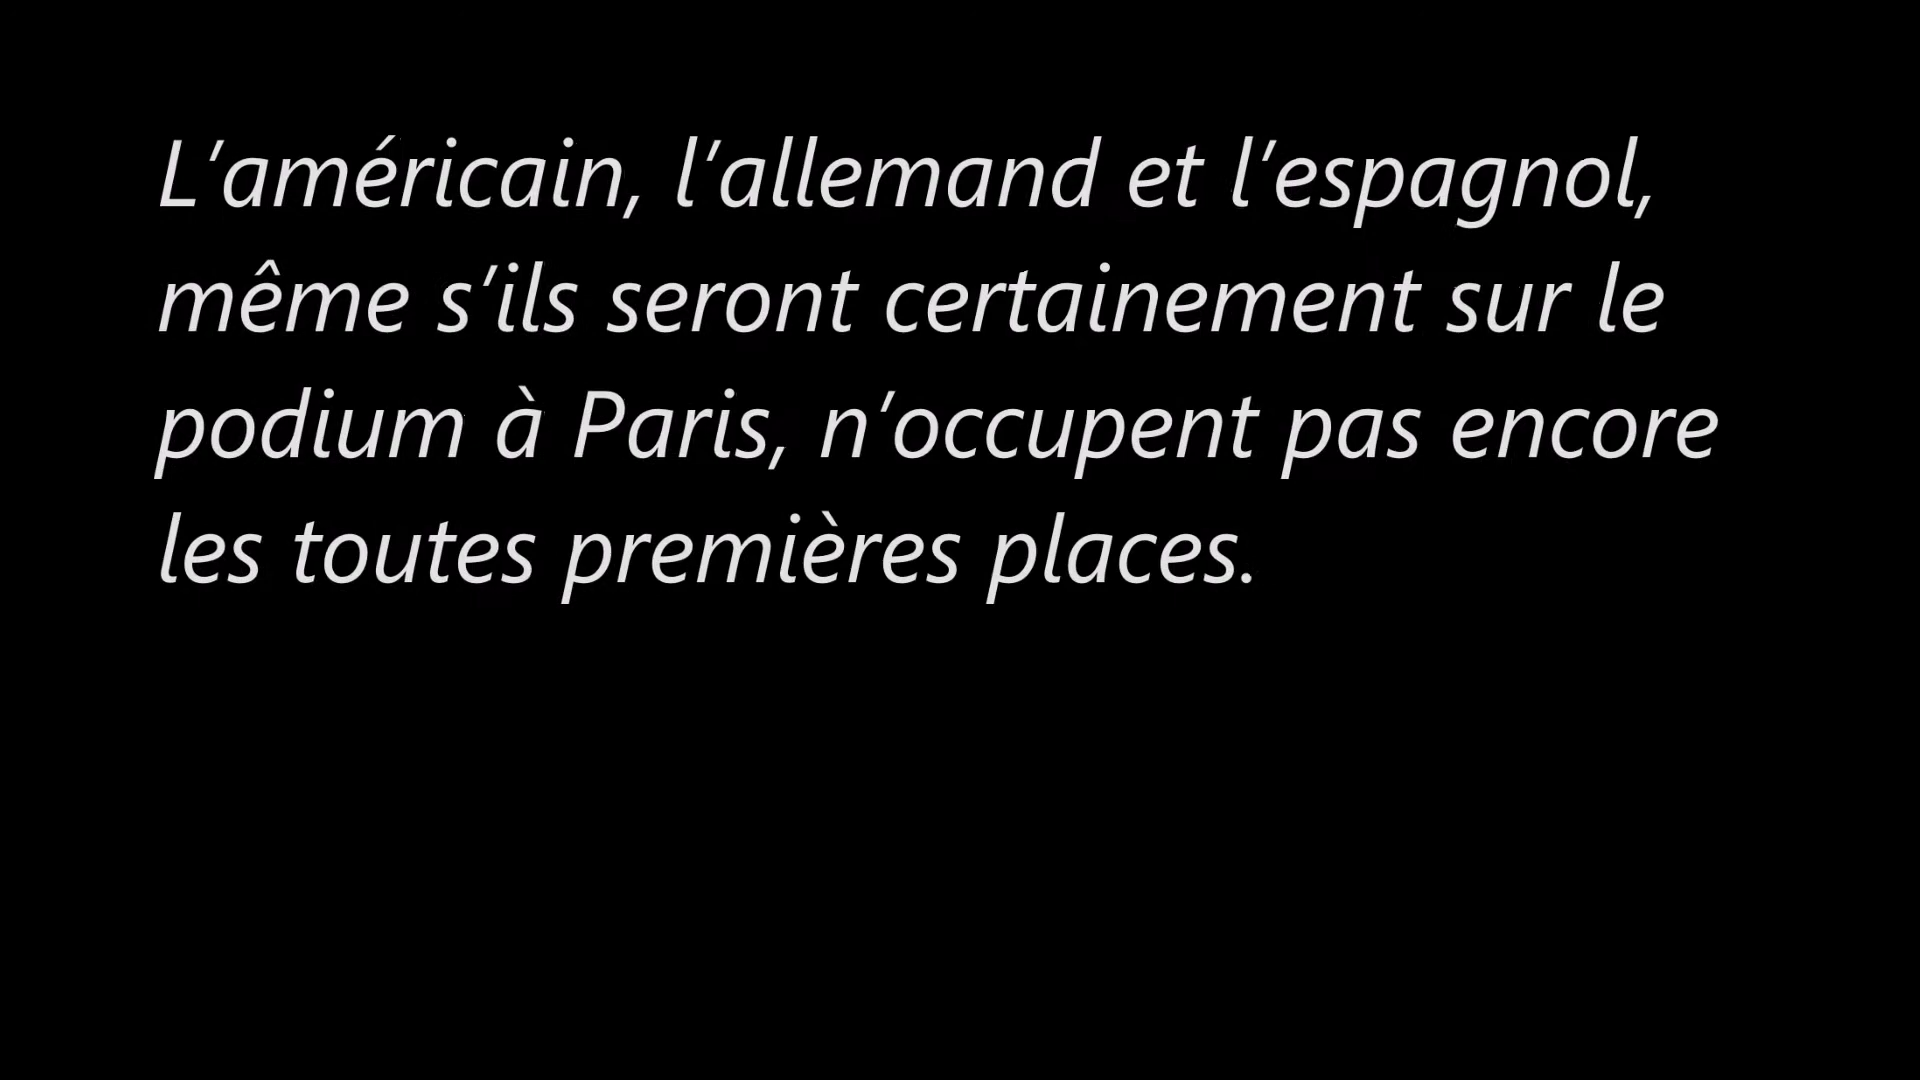 L’américain, l’allemand et l’espagnol,
même s’ils seront certainement sur le
podium à Paris, n’occupent pas encore
les toutes premières places.